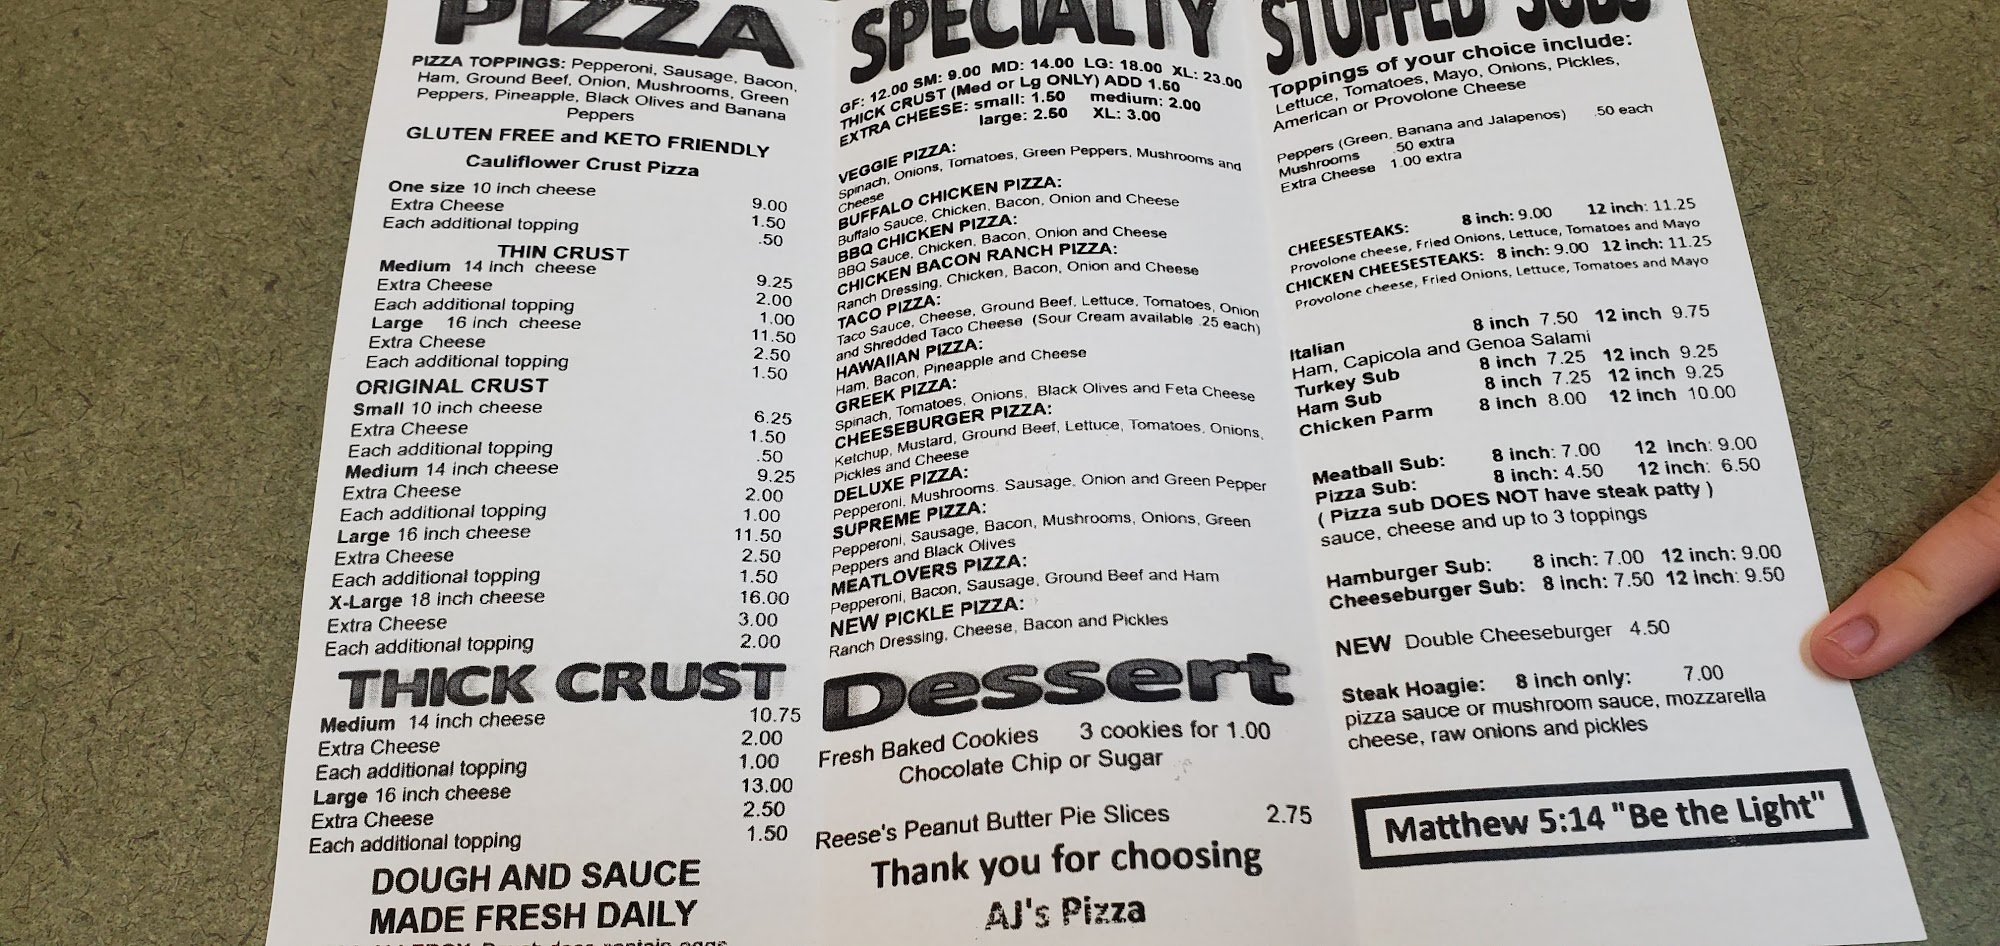 PIZZA
PIZZA TOPPINGS: Pepperoni, Sausage, Bacon,
Ham, Ground Beef, Onion, Mushrooms, Green
Peppers, Pineapple, Black Olives and Banana
Peppers
GLUTEN FREE and KETO FRIENDLY
Cauliflower Crust Pizza
One size 10 inch cheese 9.00
Extra Cheese 1.50
Each additional topping .50
THIN CRUST
Medium 14 inch cheese 9.25
Extra Cheese 2.00
Each additional topping 1.00
Large 16 inch cheese 11.50
Extra Cheese 2.50
Each additional topping 1.50
ORIGINAL CRUST
Small 10 inch cheese 6.25
Extra Cheese 1.50
Each additional topping .50
Medium 14 inch cheese 9.25
Extra Cheese 2.00
Each additional topping 1.00
Large 16 inch cheese 11.50
Extra Cheese 2.50
Each additional topping 1.50
X-Large 18 inch cheese 16.00
Extra Cheese 3.00
Each additional topping 2.00
THICK CRUST
Medium 14 inch cheese 10.75
Extra Cheese 2.00
Each additional topping 1.00
Large 16 inch cheese 13.00
Extra Cheese 2.50
Each additional topping 1.50
DOUGH AND SAUCE
MADE FRESH DAILY
SPECIALTY
GF: 12.00 SM: 9.00 MD: 14.00 LG: 18.00 XL: 23.00
THICK CRUST (Med or Lg ONLY) ADD 1.50
EXTRA CHEESE: small: 1.50 medium: 2.00
large: 2.50 XL: 3.00
VEGGIE PIZZA:
Spinach, Onions, Tomatoes, Green Peppers, Mushrooms and
Cheese
BUFFALO CHICKEN PIZZA:
Buffalo Sauce, Chicken, Bacon, Onion and Cheese
BBQ CHICKEN PIZZA:
BBQ Sauce, Chicken, Bacon, Onion and Cheese
CHICKEN BACON RANCH PIZZA:
Ranch Dressing, Chicken, Bacon, Onion and Cheese
TACO PIZZA:
Taco Sauce, Cheese, Ground Beef, Lettuce, Tomatoes, Onion
and Shredded Taco Cheese (Sour Cream available .25 each)
HAWAIIAN PIZZA:
Ham, Bacon, Pineapple and Cheese
GREEK PIZZA:
Spinach, Tomatoes, Onions, Black Olives and Feta Cheese
CHEESEBURGER PIZZA:
Ketchup, Mustard, Ground Beef, Lettuce, Tomatoes, Onions,
Pickles and Cheese
DELUXE PIZZA:
Pepperoni, Mushrooms. Sausage, Onion and Green Pepper
SUPREME PIZZA:
Pepperoni, Sausage, Bacon, Mushrooms, Onions, Green
Peppers and Black Olives
MEATLOVERS PIZZA:
Pepperoni, Bacon, Sausage, Ground Beef and Ham
NEW PICKLE PIZZA:
Ranch Dressing, Cheese, Bacon and Pickles
Dessert
Fresh Baked Cookies 3 cookies for 1.00
Chocolate Chip or Sugar
Reese's Peanut Butter Pie Slices 2.75
Thank you for choosing
AJ's Pizza
STUFFED SUBS
Toppings of your choice include:
Lettuce, Tomatoes, Mayo, Onions, Pickles,
American or Provolone Cheese
Peppers (Green, Banana and Jalapenos) .50 each
Mushrooms .50 extra
Extra Cheese 1.00 extra
CHEESESTEAKS: 8 inch: 9.00 12 inch: 11.25
Provolone cheese, Fried Onions, Lettuce, Tomatoes and Mayo
CHICKEN CHEESESTEAKS: 8 inch: 9.00 12 inch: 11.25
Provolone cheese, Fried Onions, Lettuce, Tomatoes and Mayo
Italian 8 inch 7.50 12 inch 9.75
Ham, Capicola and Genoa Salami
Turkey Sub 8 inch 7.25 12 inch 9.25
Ham Sub 8 inch 7.25 12 inch 9.25
Chicken Parm 8 inch 8.00 12 inch 10.00
Meatball Sub: 8 inch: 7.00 12 Inch: 9.00
Pizza Sub: 8 inch: 4.50 12 inch: 6.50
( Pizza sub DOES NOT have steak patty )
sauce, cheese and up to 3 toppings
Hamburger Sub: 8 inch: 7.00 12 inch: 9.00
Cheeseburger Sub: 8 inch: 7.50 12 inch: 9.50
NEW Double Cheeseburger 4.50
Steak Hoagie: 8 inch only: 7.00
pizza sauce or mushroom sauce, mozzarella
cheese, raw onions and pickles
Matthew 5:14 "Be the Light"